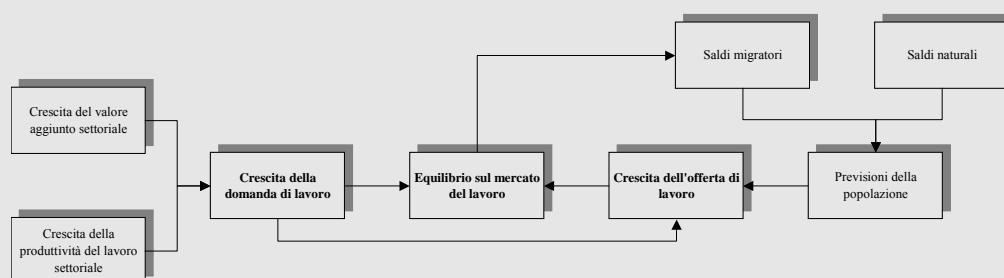 Saldi migratori
Saldi naturali
Crescita del valore
aggiunto settoriale
Crescita della
domanda di lavoro
Equilibrio sul mercato
del lavoro
Crescita dell'offerta di
lavoro
Previsioni della
popolazione
Crescita della
produttività del lavoro
settoriale